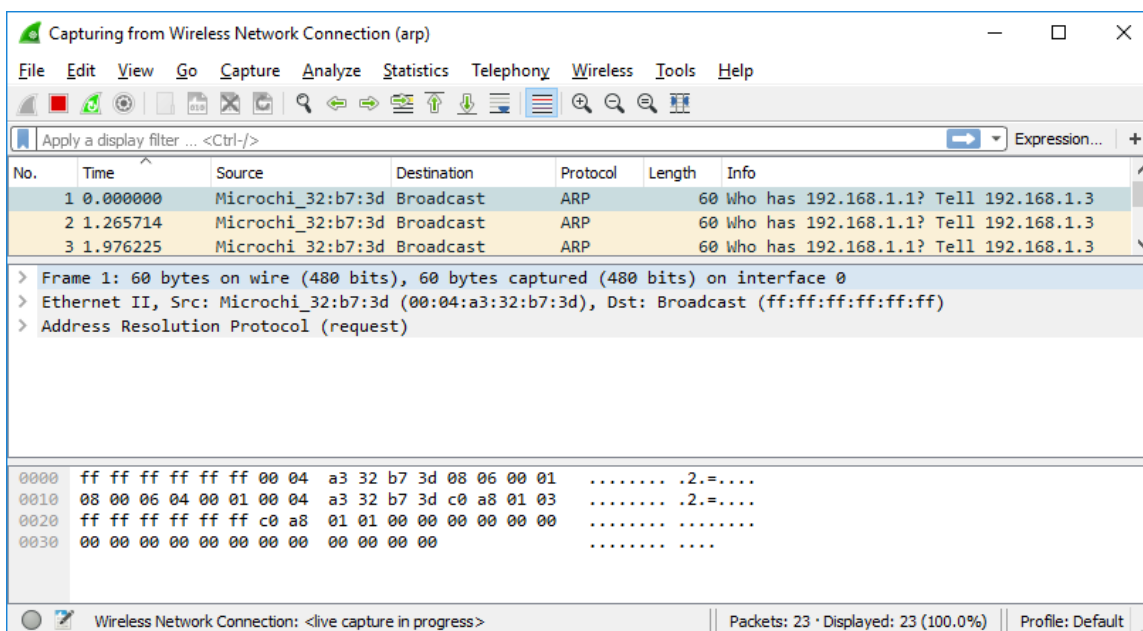 Capturing from Wireless Network Connection (arp)
File Edit View Go Capture Analyze Statistics Telephony Wireless Tools Help
Apply a display filter ... <Ctrl-/> Expression... +
No. Time Source Destination Protocol Length Info
1 0.000000 Microchi_32:b7:3d Broadcast ARP 60 Who has 192.168.1.1? Tell 192.168.1.3
2 1.265714 Microchi_32:b7:3d Broadcast ARP 60 Who has 192.168.1.1? Tell 192.168.1.3
3 1.976225 Microchi_32:b7:3d Broadcast ARP 60 Who has 192.168.1.1? Tell 192.168.1.3
> Frame 1: 60 bytes on wire (480 bits), 60 bytes captured (480 bits) on interface 0
> Ethernet II, Src: Microchi_32:b7:3d (00:04:a3:32:b7:3d), Dst: Broadcast (ff:ff:ff:ff:ff:ff)
> Address Resolution Protocol (request)
0000 ff ff ff ff ff ff 00 04 a3 32 b7 3d 08 06 00 01 ........ .2.=....
0010 08 00 06 04 00 01 00 04 a3 32 b7 3d c0 a8 01 03 ........ .2.=....
0020 ff ff ff ff ff ff c0 a8 01 01 00 00 00 00 00 00 ........ ........
0030 00 00 00 00 00 00 00 00 00 00 00 00 ........ ....
Wireless Network Connection: <live capture in progress> Packets: 23 · Displayed: 23 (100.0%) Profile: Default